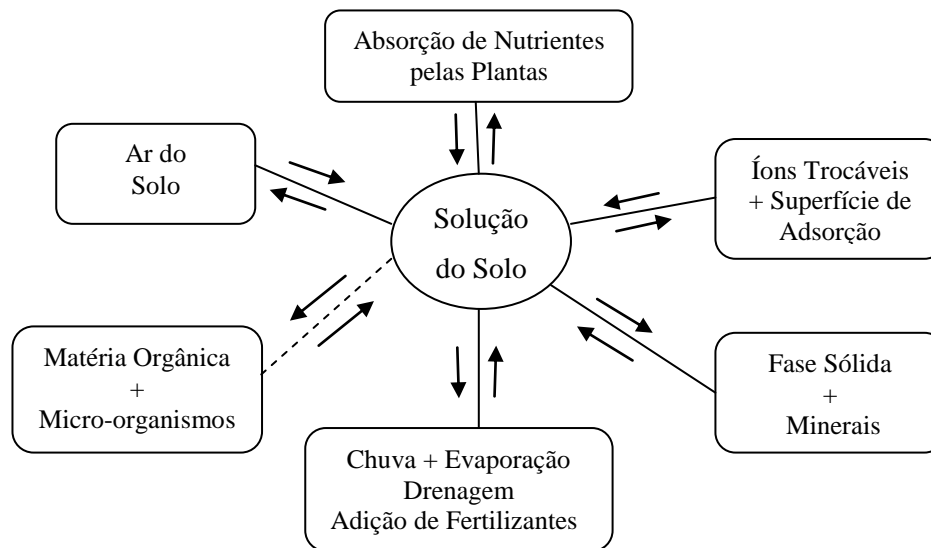 Absorção de Nutrientes
pelas Plantas
Ar do
Solo
Íons Trocáveis
+ Superfície de
Adsorção
Solução
do Solo
Matéria Orgânica
+
Micro-organismos
Fase Sólida
+
Minerais
Chuva + Evaporação
Drenagem
Adição de Fertilizantes